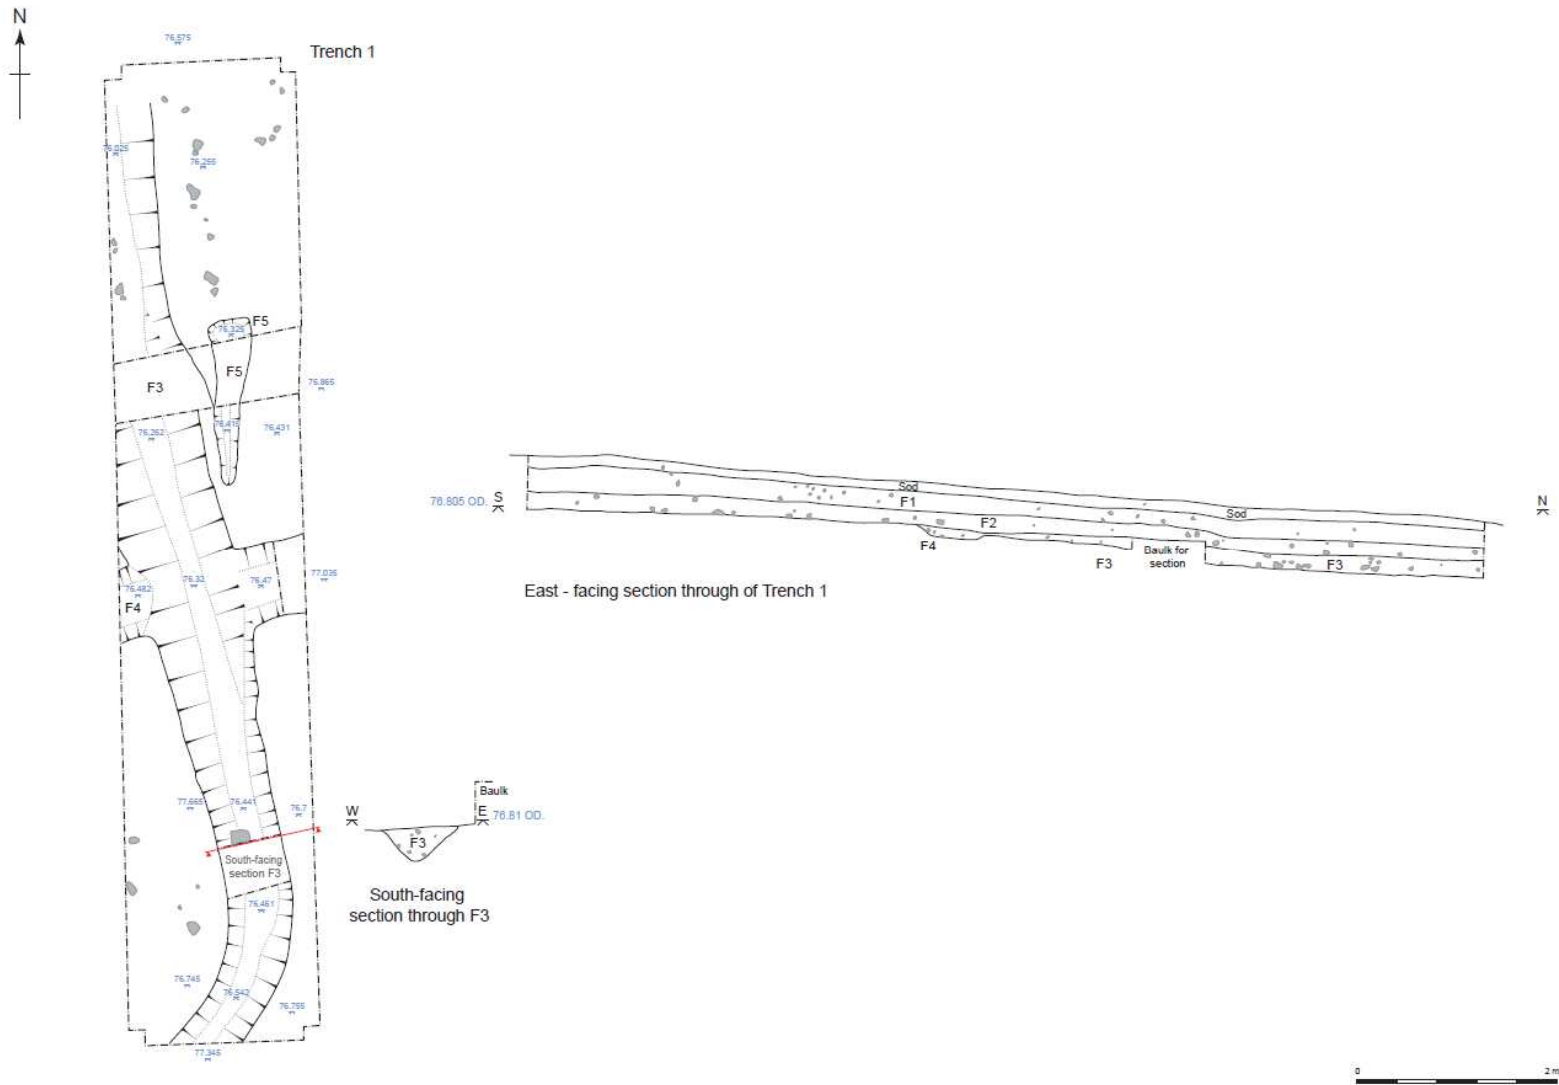 N
76.575
Trench 1
76.025
76.255
F5
76.325
F5
F3
76.865
76.262
76.431
76.32
76.47
77.035
76.482
F4
77.665
76.441
76.7
South-facing
section F3
76.461
76.745
76.542
76.755
77.345
76.805 OD.
S
Sod
F1
Sod
N
F2
F4
F3
Baulk for
section
F3
East - facing section through of Trench 1
Baulk
W
E
76.81 OD.
F3
South-facing
section through F3
0
2 m